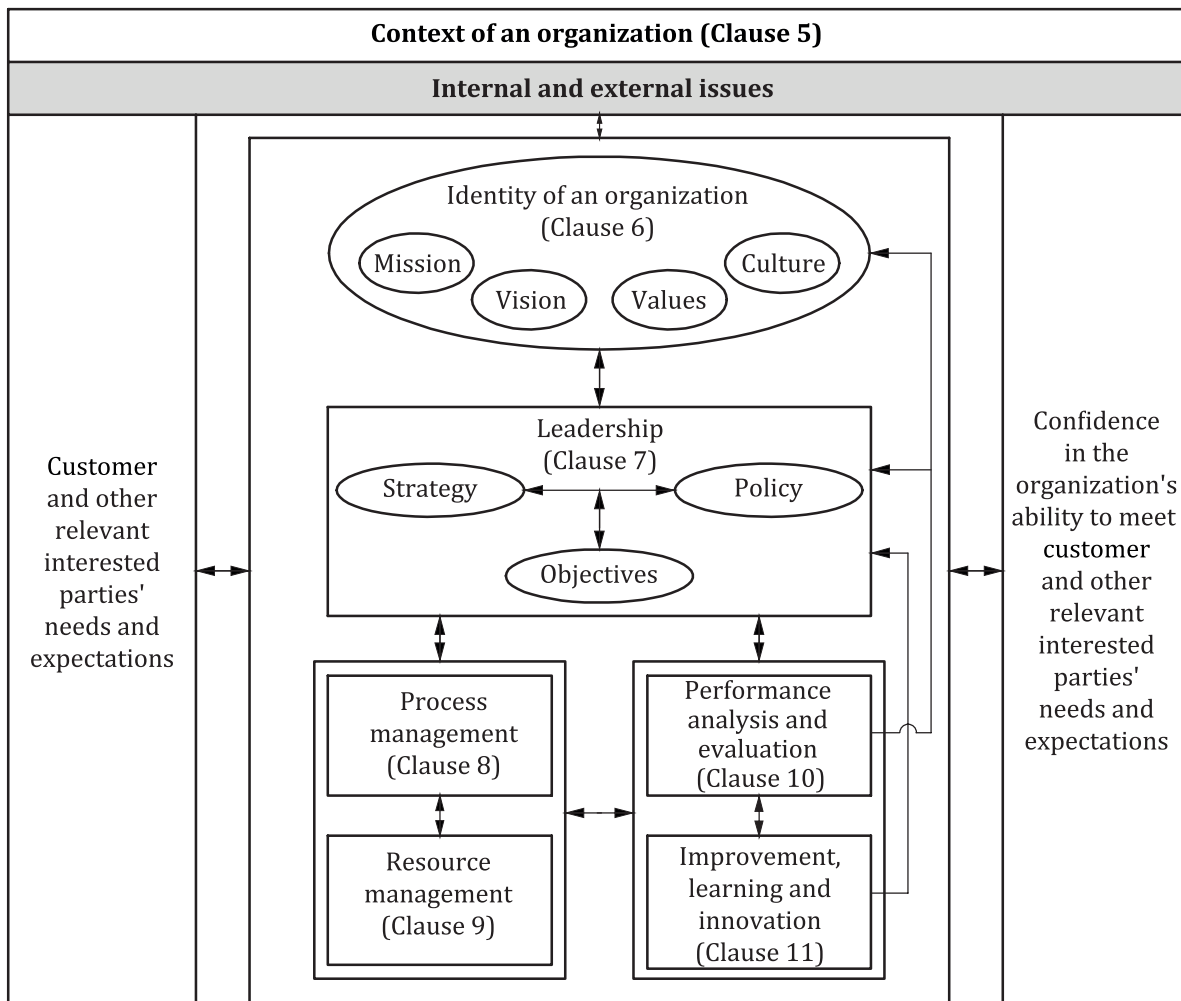 Context of an organization (Clause 5)
Internal and external issues
Customer
and other
relevant
interested
parties'
needs and
expectations
Identity of an organization
(Clause 6)
Mission
Vision
Values
Culture
Leadership
(Clause 7)
Strategy
Policy
Objectives
Process
management
(Clause 8)
Resource
management
(Clause 9)
Performance
analysis and
evaluation
(Clause 10)
Improvement,
learning and
innovation
(Clause 11)
Confidence
in the
organization's
ability to meet
customer
and other
relevant
interested
parties'
needs and
expectations